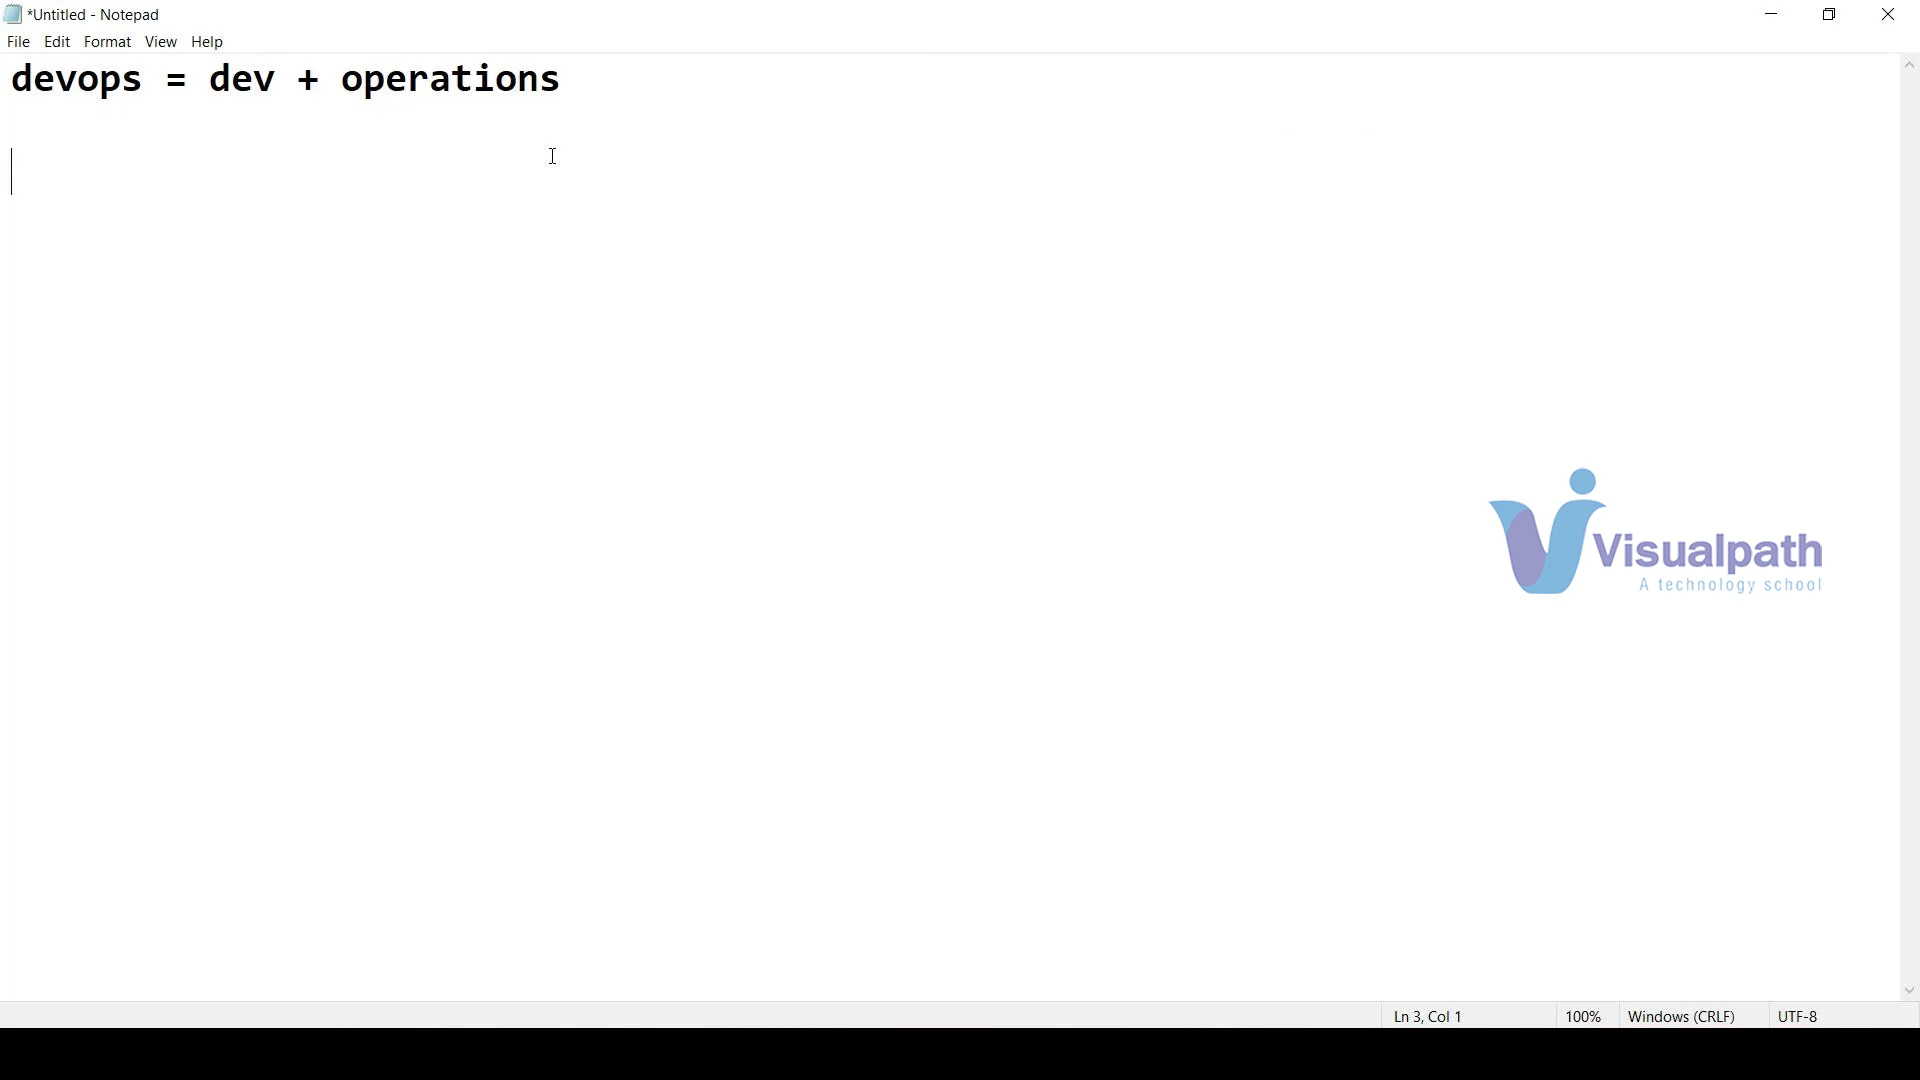 *Untitled - Notepad
File Edit Format View Help
devops = dev + operations
Visualpath
A technology school
Ln 3, Col 1 100% Windows (CRLF) UTF-8